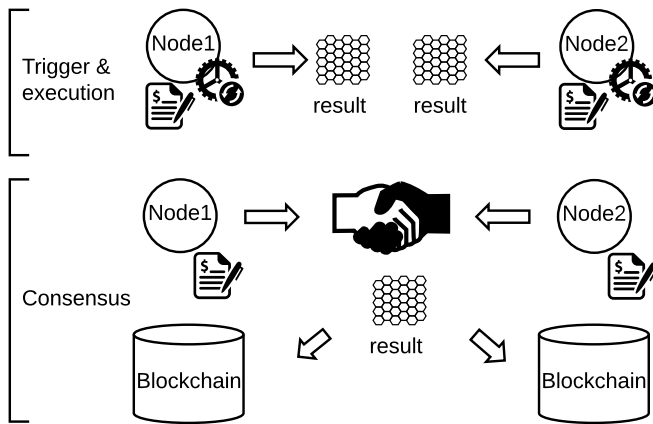 Node1
Node2
Trigger &
execution
$
$
result
result
Node1
Node2
$
$
Consensus
result
Blockchain
Blockchain